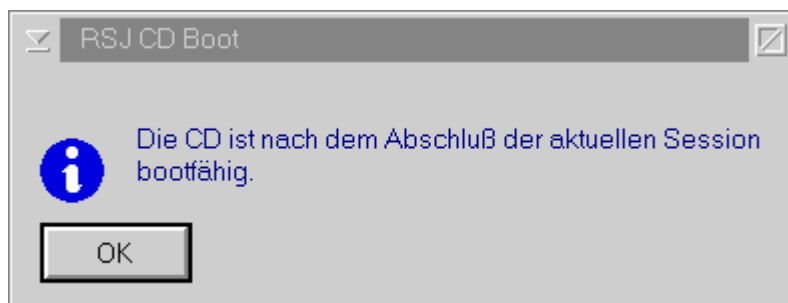 RSJ CD Boot
Die CD ist nach dem Abschluß der aktuellen Session
bootfähig.
OK